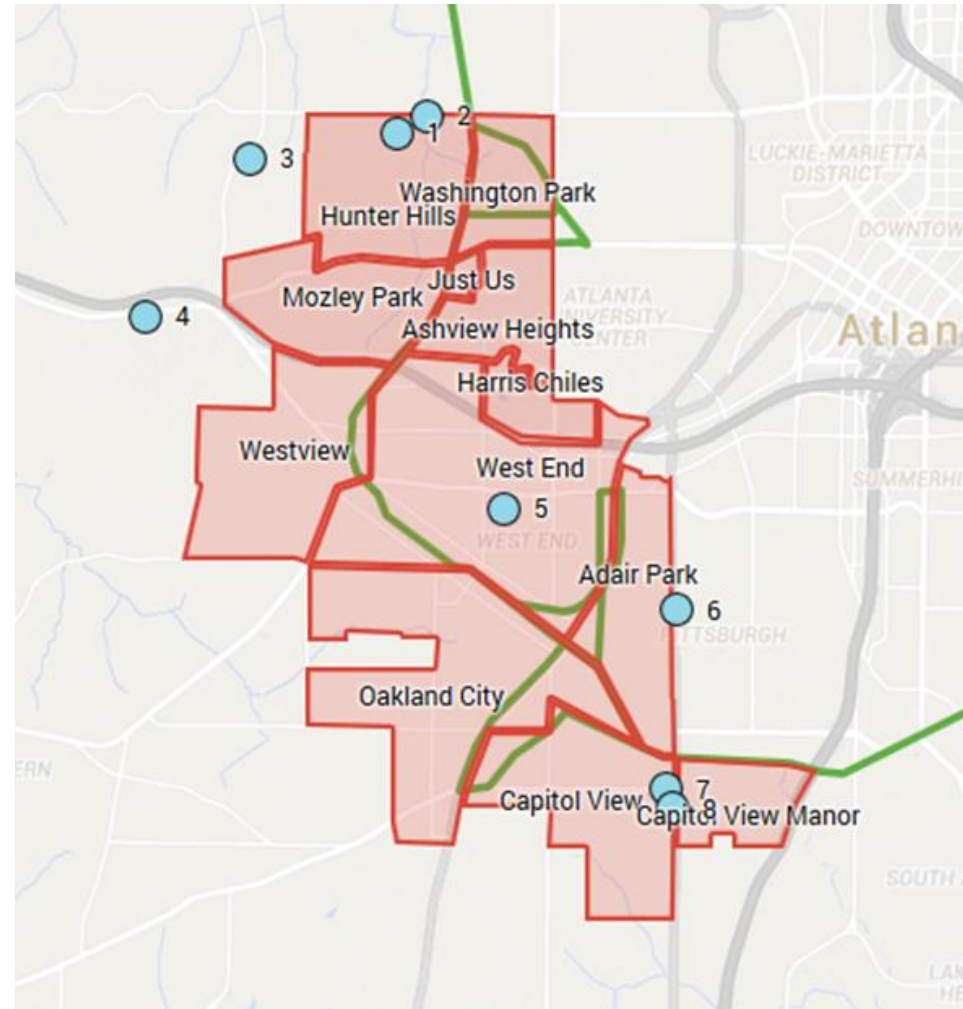 2
1
3
LUCKIE-MARIETTA
DISTRICT
Washington Park
Hunter Hills
DOWNTOW
Just Us
Mozley Park
ATLANTA
UNIVERSITY
CENTER
4
Ashview Heights
Atlan
Harris Chiles
Westview
West End
SUMMERHI
5
WEST END
Adair Park
6
PITTSBURGH
Oakland City
ERN
7
Capitol View
8
Capitol View Manor
SOUTH
LAK
HE